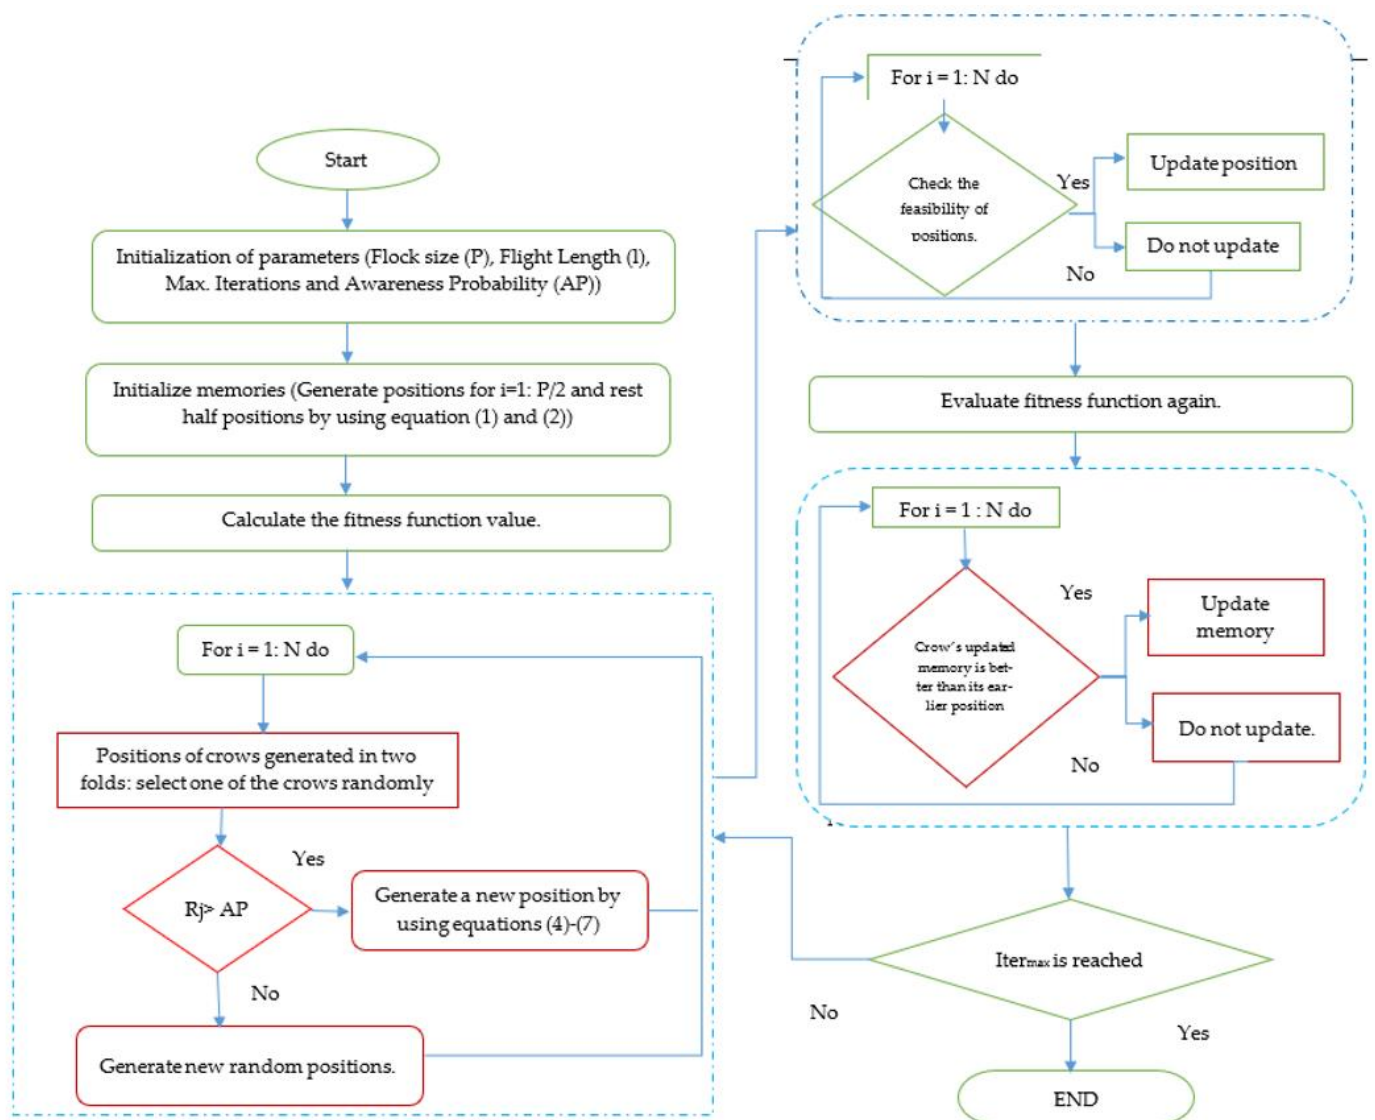 Start
Initialization of parameters (Flock size (P), Flight Length (l),
Max. Iterations and Awareness Probability (AP))
Initialize memories (Generate positions for i=1: P/2 and rest
half positions by using equation (1) and (2))
Calculate the fitness function value.
For i = 1: N do
Positions of crows generated in two
folds: select one of the crows randomly
Rj> AP
Yes
Generate a new position by
using equations (4)-(7)
No
Generate new random positions.
For i = 1: N do
Check the
feasibility of
positions.
Yes
Update position
Do not update
No
Evaluate fitness function again.
For i = 1 : N do
Crow's updated
memory is bet-
ter than its ear-
lier position
Yes
Update
memory
Do not update.
No
Itermax is reached
No
Yes
END